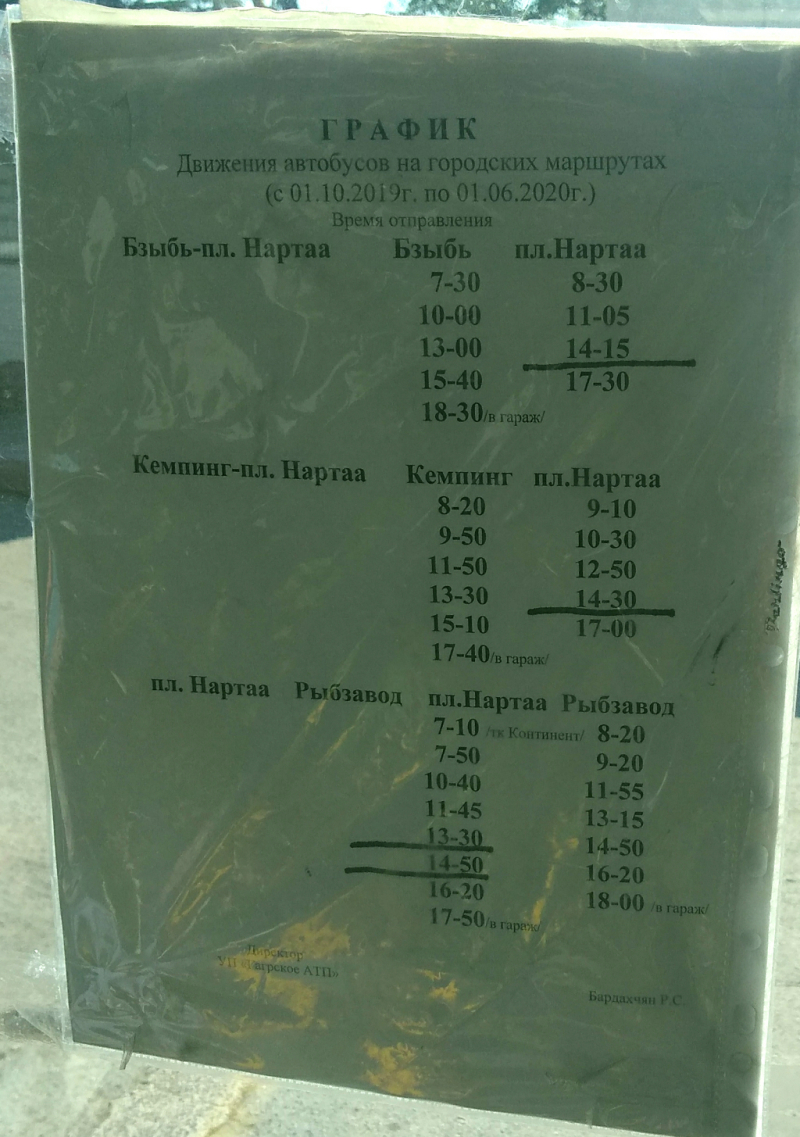 ГРАФИК
Движения автобусов на городских маршрутах
(с 01.10.2019г. по 01.06.2020г.)
Время отправления
Бзыбь-пл. Нартаа Бзыбь пл.Нартаа
7-30 8-30
10-00 11-05
13-00 14-15
15-40 17-30
18-30/в гараж/
Кемпинг-пл. Нартаа Кемпинг пл.Нартаа
8-20 9-10
9-50 10-30
11-50 12-50
13-30 14-30
15-10 17-00
17-40/в гараж/
пл. Нартаа Рыбзавод пл.Нартаа Рыбзавод
7-10 /тк Континент/ 8-20
7-50 9-20
10-40 11-55
11-45 13-15
13-30 14-50
14-50 16-20
16-20 18-00 /в гараж/
17-50/в гараж/
Директор
УП «Гагрское АТП»
Бардахчян Р.С.